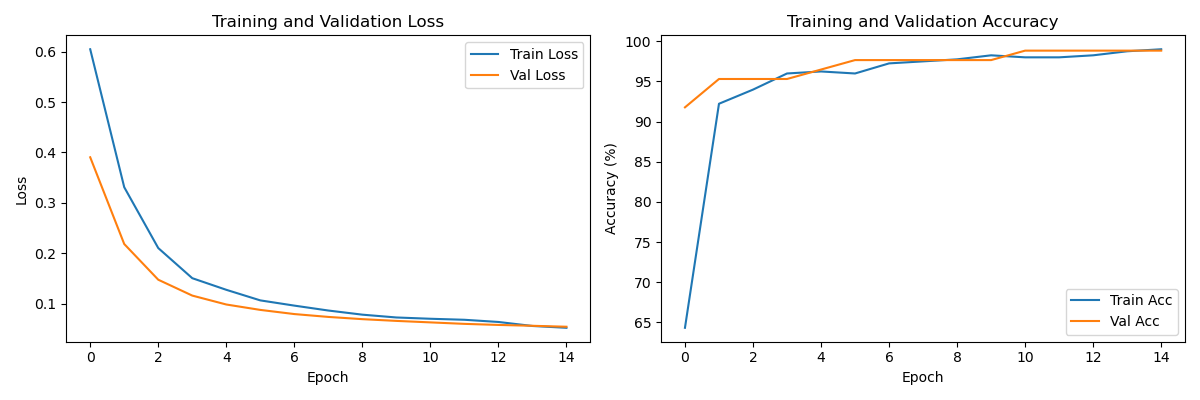 Training and Validation Loss
0.6
0.5
0.4
0.3
0.2
0.1
Loss
Train Loss
Val Loss
0 2 4 6 8 10 12 14
Epoch
Training and Validation Accuracy
100
95
90
85
80
75
70
65
Accuracy (%)
Train Acc
Val Acc
0 2 4 6 8 10 12 14
Epoch